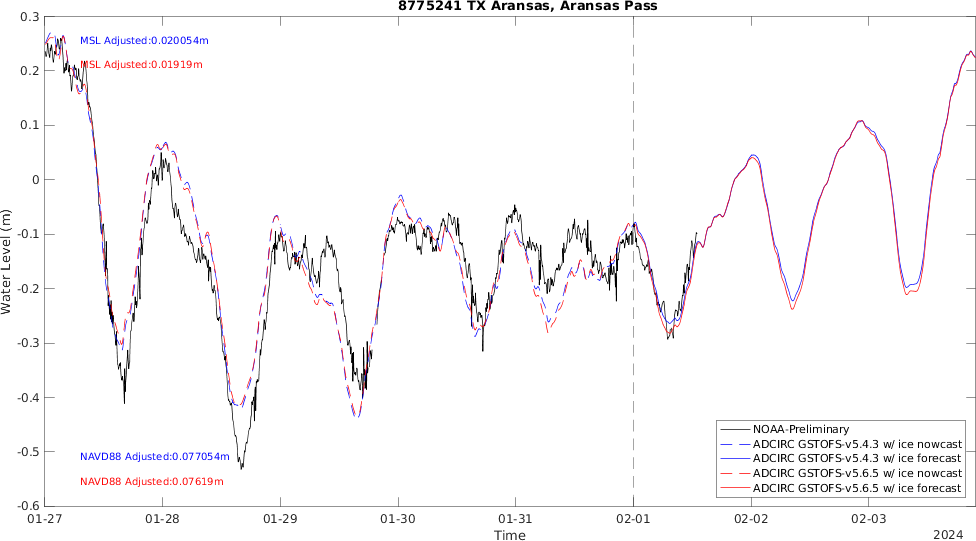 8775241 TX Aransas, Aransas Pass
0.3
0.2
0.1
0
-0.1
-0.2
-0.3
-0.4
-0.5
-0.6
Water Level (m)
MSL Adjusted:0.020054m
MSL Adjusted:0.01919m
NAVD88 Adjusted:0.077054m
NAVD88 Adjusted:0.07619m
NOAA-Preliminary
ADCIRC GSTOFS-v5.4.3 w/ ice nowcast
ADCIRC GSTOFS-v5.4.3 w/ ice forecast
ADCIRC GSTOFS-v5.6.5 w/ ice nowcast
ADCIRC GSTOFS-v5.6.5 w/ ice forecast
01-27 01-28 01-29 01-30 01-31 02-01 02-02 02-03
Time
2024